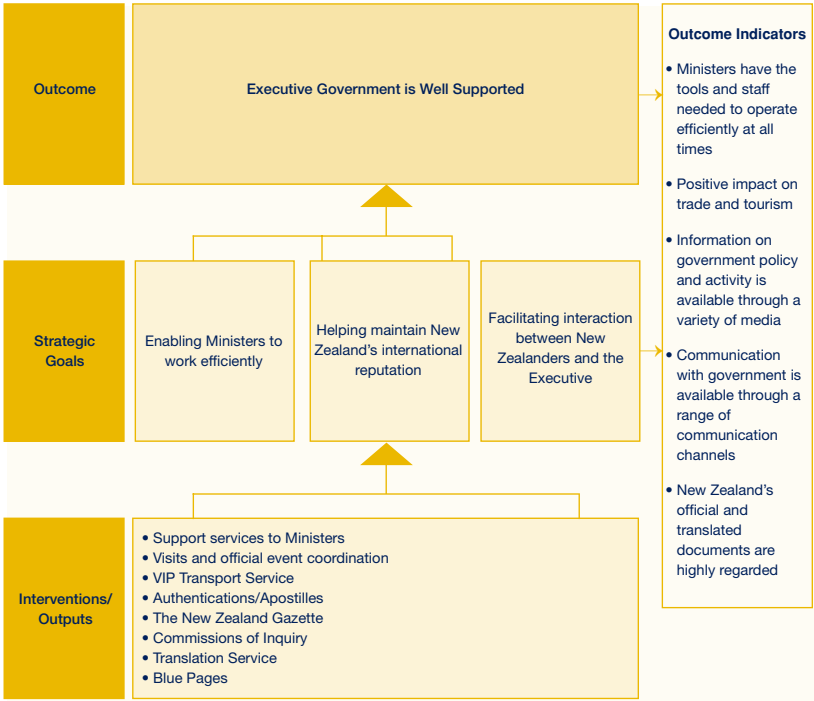 Outcome
Executive Government is Well Supported
Outcome Indicators
• Ministers have the
tools and staff
needed to operate
efficiently at all
times
• Positive impact on
trade and tourism
• Information on
government policy
and activity is
available through a
variety of media
• Communication
with government is
available through a
range of
communication
channels
• New Zealand's
official and
translated
documents are
highly regarded
Strategic
Goals
Enabling Ministers to
work efficiently
Helping maintain New
Zealand's international
reputation
Facilitating interaction
between New
Zealanders and the
Executive
Interventions/
Outputs
• Support services to Ministers
• Visits and official event coordination
• VIP Transport Service
• Authentications/Apostilles
• The New Zealand Gazette
• Commissions of Inquiry
• Translation Service
• Blue Pages